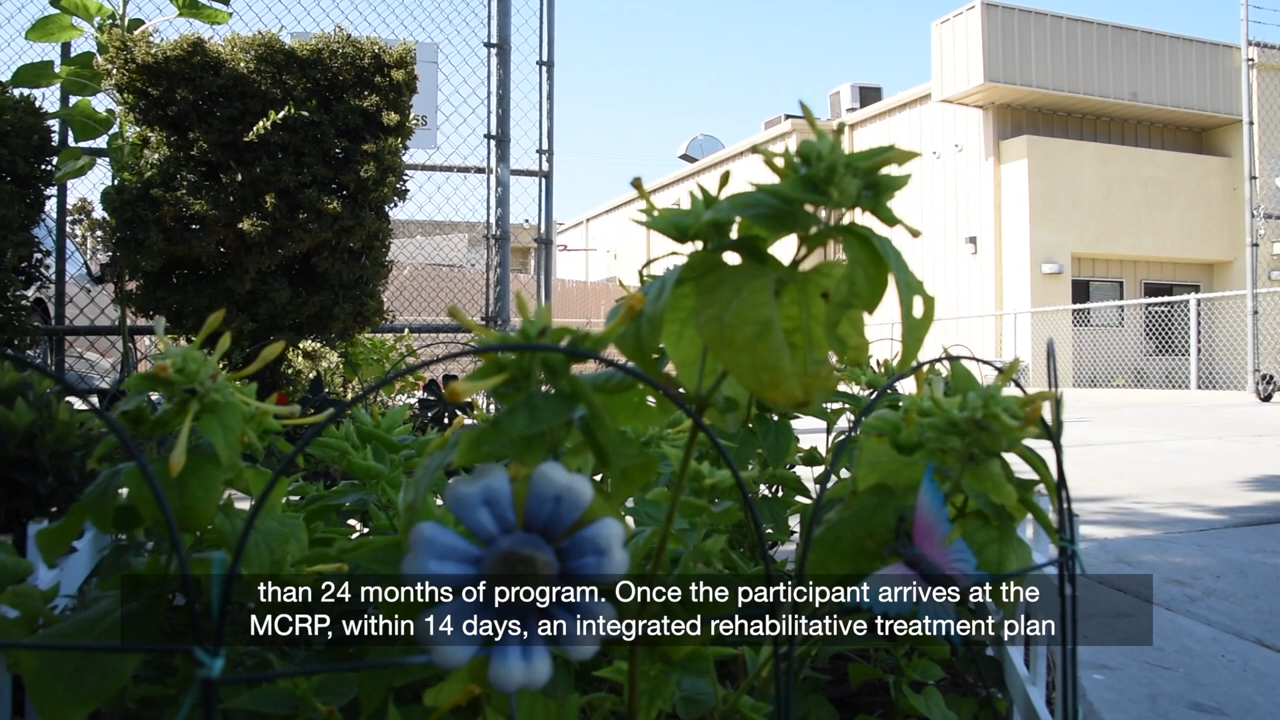 SS
than 24 months of program. Once the participant arrives at the
MCRP, within 14 days, an integrated rehabilitative treatment plan